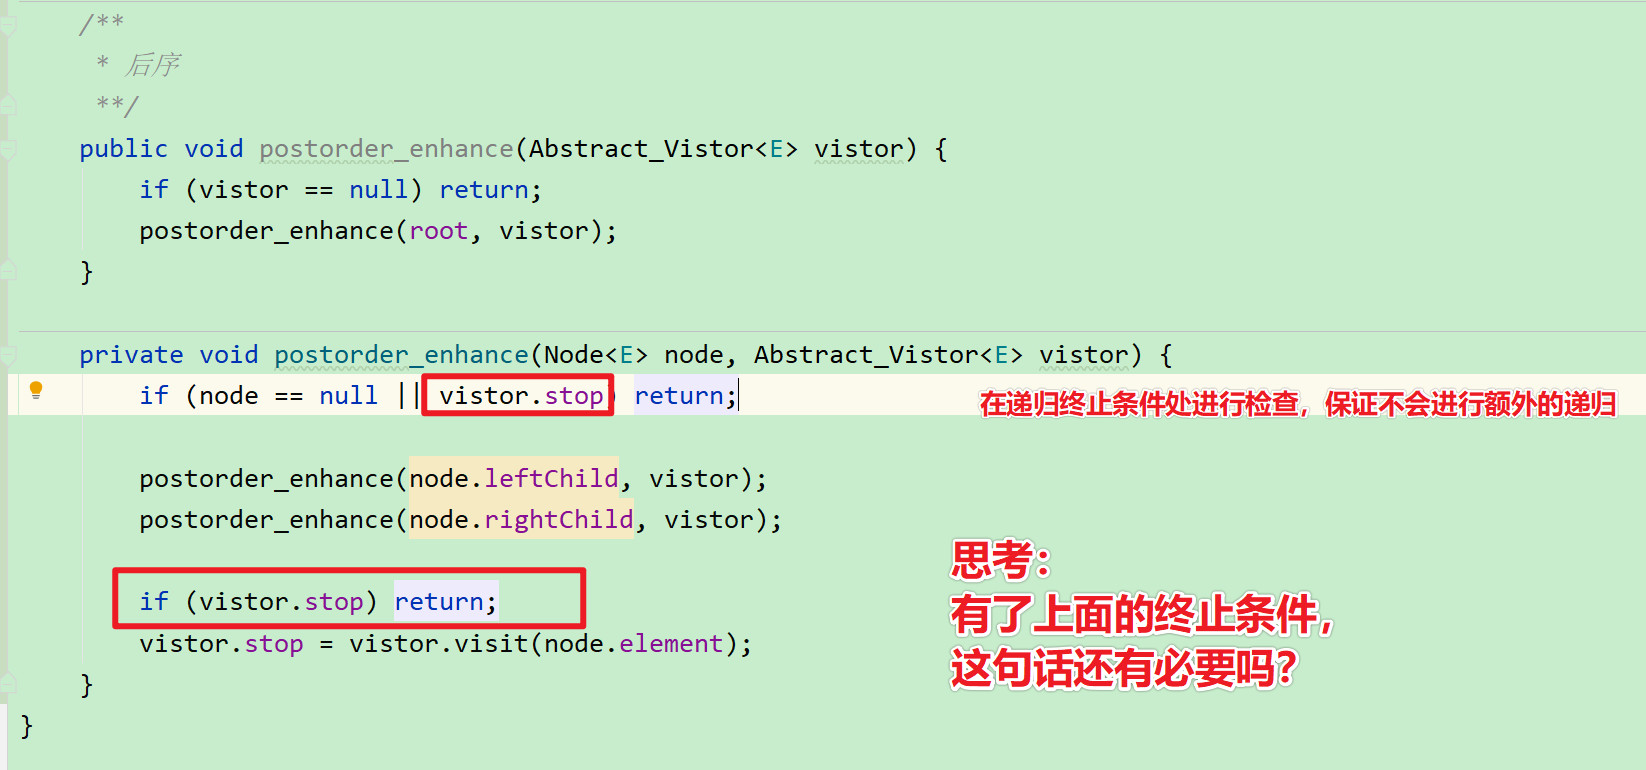 /**
 * 后序
 **/
public void postorder_enhance(Abstract_Vistor<E> vistor) {
    if (vistor == null) return;
    postorder_enhance(root, vistor);
}
private void postorder_enhance(Node<E> node, Abstract_Vistor<E> vistor) {
    if (node == null || vistor.stop) return;
在递归终止条件处进行检查，保证不会进行额外的递归
    postorder_enhance(node.leftChild, vistor);
    postorder_enhance(node.rightChild, vistor);
思考：
有了上面的终止条件，
这句话还有必要吗？
    if (vistor.stop) return;
    vistor.stop = vistor.visit(node.element);
}
}